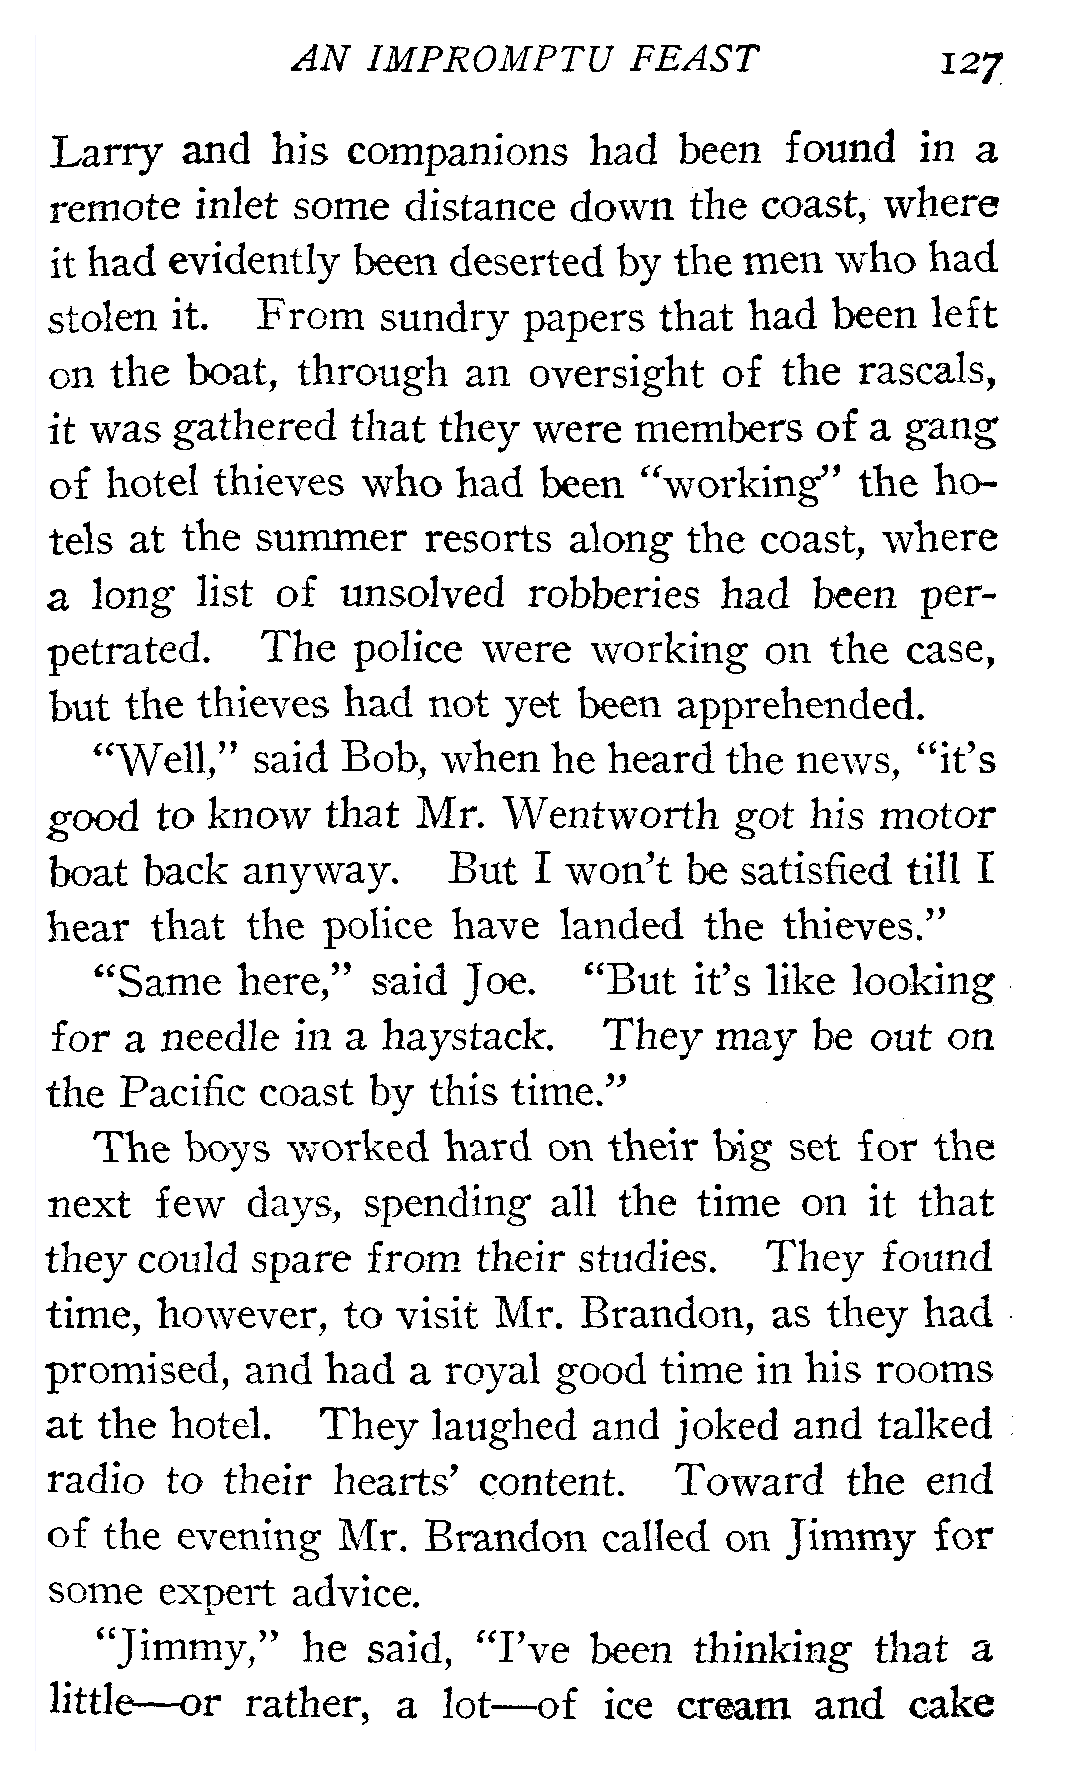 AN IMPROMPTU FEAST 127
Larry and his companions had been found in a
remote inlet some distance down the coast, where
it had evidently been deserted by the men who had
stolen it. From sundry papers that had been left
on the boat, through an oversight of the rascals,
it was gathered that they were members of a gang
of hotel thieves who had been “working” the ho-
tels at the summer resorts along the coast, where
a long list of unsolved robberies had been per-
petrated. The police were working on the case,
but the thieves had not yet been apprehended.
“Well,” said Bob, when he heard the news, “it’s
good to know that Mr. Wentworth got his motor
boat back anyway. But I won’t be satisfied till I
hear that the police have landed the thieves.”
“Same here,” said Joe. “But it’s like looking
for a needle in a haystack. They may be out on
the Pacific coast by this time.”
The boys worked hard on their big set for the
next few days, spending all the time on it that
they could spare from their studies. They found
time, however, to visit Mr. Brandon, as they had
promised, and had a royal good time in his rooms
at the hotel. They laughed and joked and talked
radio to their hearts’ content. Toward the end
of the evening Mr. Brandon called on Jimmy for
some expert advice.
“Jimmy,” he said, “I’ve been thinking that a
little—or rather, a lot—of ice cream and cake